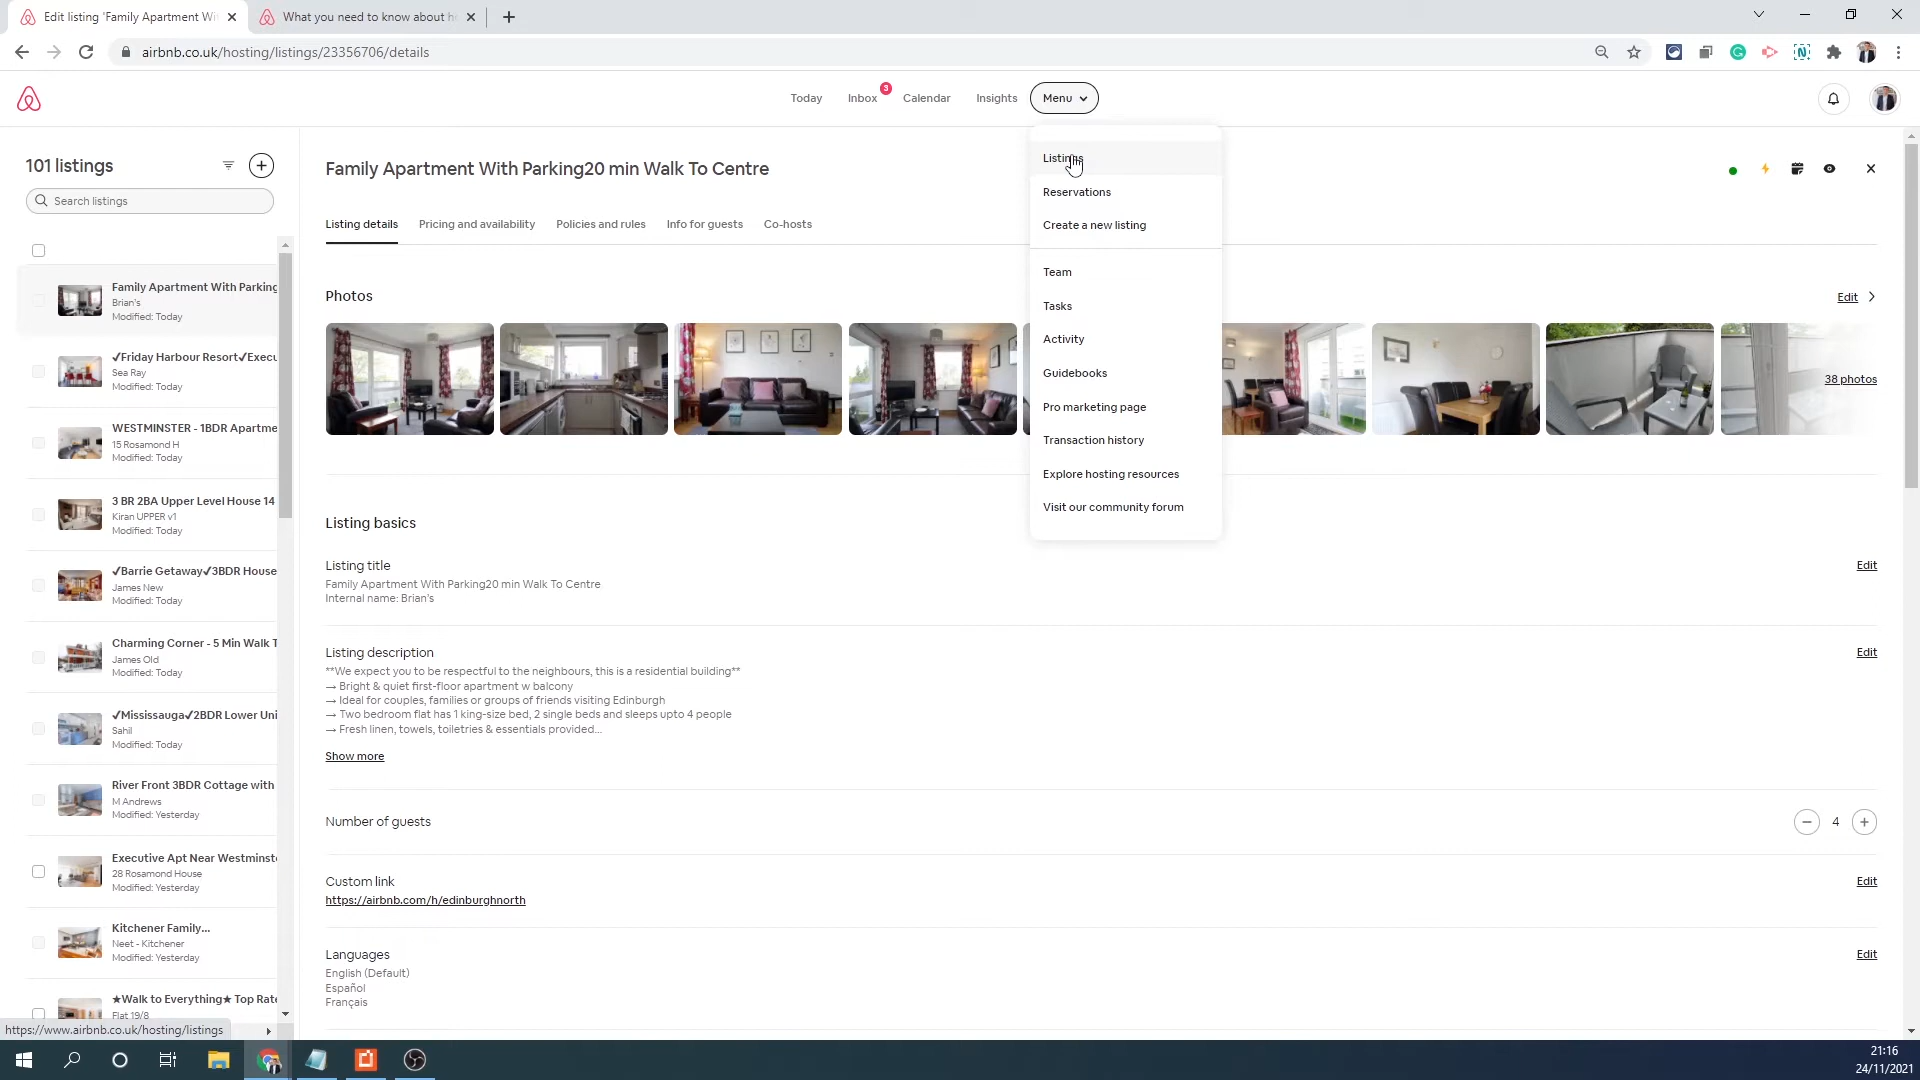 Edit listing 'Family Apartment Wi
What you need to know about h
airbnb.co.uk/hosting/listings/23356706/details
Today
Inbox
3
Calendar
Insights
Menu
101 listings
Search listings
Family Apartment With Parking
Brian's
Modified: Today
✓Friday Harbour Resort✓Execu
Sea Ray
Modified: Today
WESTMINSTER - 1BDR Apartme
15 Rosamond H
Modified: Today
3 BR 2BA Upper Level House 14
Kiran UPPER v1
Modified: Today
✓Barrie Getaway✓3BDR House
James New
Modified: Today
Charming Corner - 5 Min Walk T
James Old
Modified: Today
✓Mississauga✓2BDR Lower Uni
Sahil
Modified: Today
River Front 3BDR Cottage with
M Andrews
Modified: Yesterday
Executive Apt Near Westminste
28 Rosamond House
Modified: Yesterday
Kitchener Family...
Neet - Kitchener
Modified: Yesterday
★Walk to Everything★ Top Rate
Flat 19/8
Family Apartment With Parking20 min Walk To Centre
Listing details
Pricing and availability
Policies and rules
Info for guests
Co-hosts
Listings
Reservations
Create a new listing
Team
Tasks
Activity
Guidebooks
Pro marketing page
Transaction history
Explore hosting resources
Visit our community forum
Photos
Edit
38 photos
Listing basics
Listing title
Edit
Family Apartment With Parking20 min Walk To Centre
Internal name: Brian's
Listing description
Edit
**We expect you to be respectful to the neighbours, this is a residential building**
→ Bright & quiet first-floor apartment w balcony
→ Ideal for couples, families or groups of friends visiting Edinburgh
→ Two bedroom flat has 1 king-size bed, 2 single beds and sleeps upto 4 people
→ Fresh linen, towels, toiletries & essentials provided...
Show more
Number of guests
4
Custom link
Edit
https://airbnb.com/h/edinburghnorth
Languages
Edit
English (Default)
Español
Français
https://www.airbnb.co.uk/hosting/listings
21:16
24/11/2021